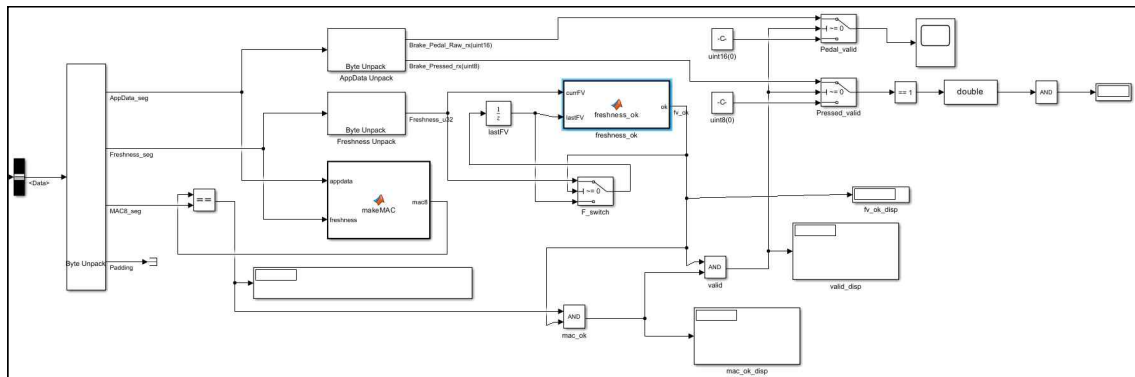 Brake_Pedal_Raw_rx(uint16)
Byte Unpack
AppData Unpack
Brake_Pressed_rx(uint8)
-C-
uint16(0)
~= 0
Pedal_valid
AppData_seg
Byte Unpack
Freshness Unpack
Freshness_u32
1
z
lastFV
currFV
lastFV
freshness_ok
ok
freshness_ok
fv_ok
-C-
uint8(0)
~= 0
Pressed_valid
== 1
double
AND
<Data>
Freshness_seg
MAC8_seg
==
appdata
freshness
makeMAC
mac8
~= 0
F_switch
fv_ok_disp
Byte Unpack
Padding
AND
valid
valid_disp
AND
mac_ok
mac_ok_disp